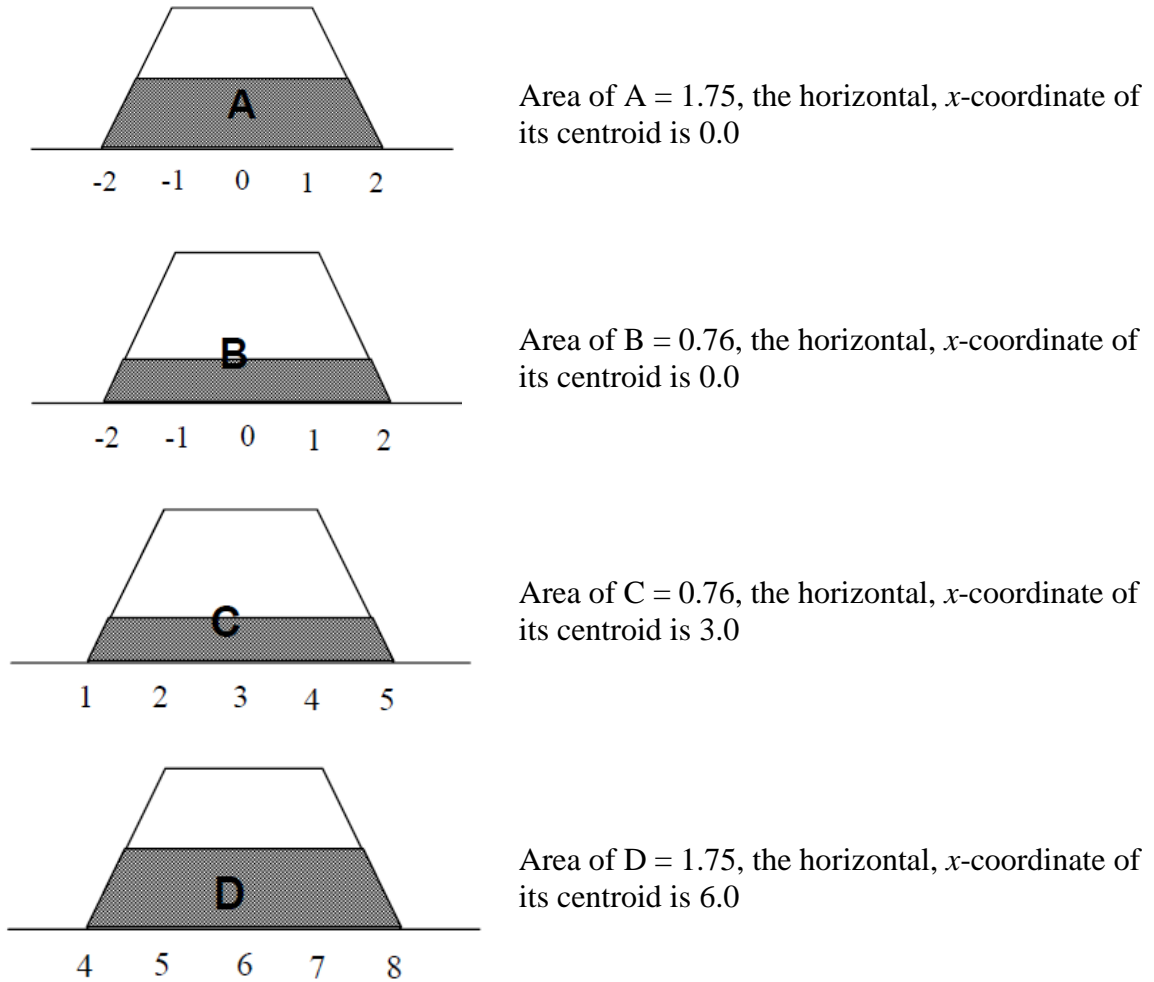 A
Area of A = 1.75, the horizontal, x-coordinate of
its centroid is 0.0
-2 -1 0 1 2
B
Area of B = 0.76, the horizontal, x-coordinate of
its centroid is 0.0
-2 -1 0 1 2
C
Area of C = 0.76, the horizontal, x-coordinate of
its centroid is 3.0
1 2 3 4 5
D
Area of D = 1.75, the horizontal, x-coordinate of
its centroid is 6.0
4 5 6 7 8